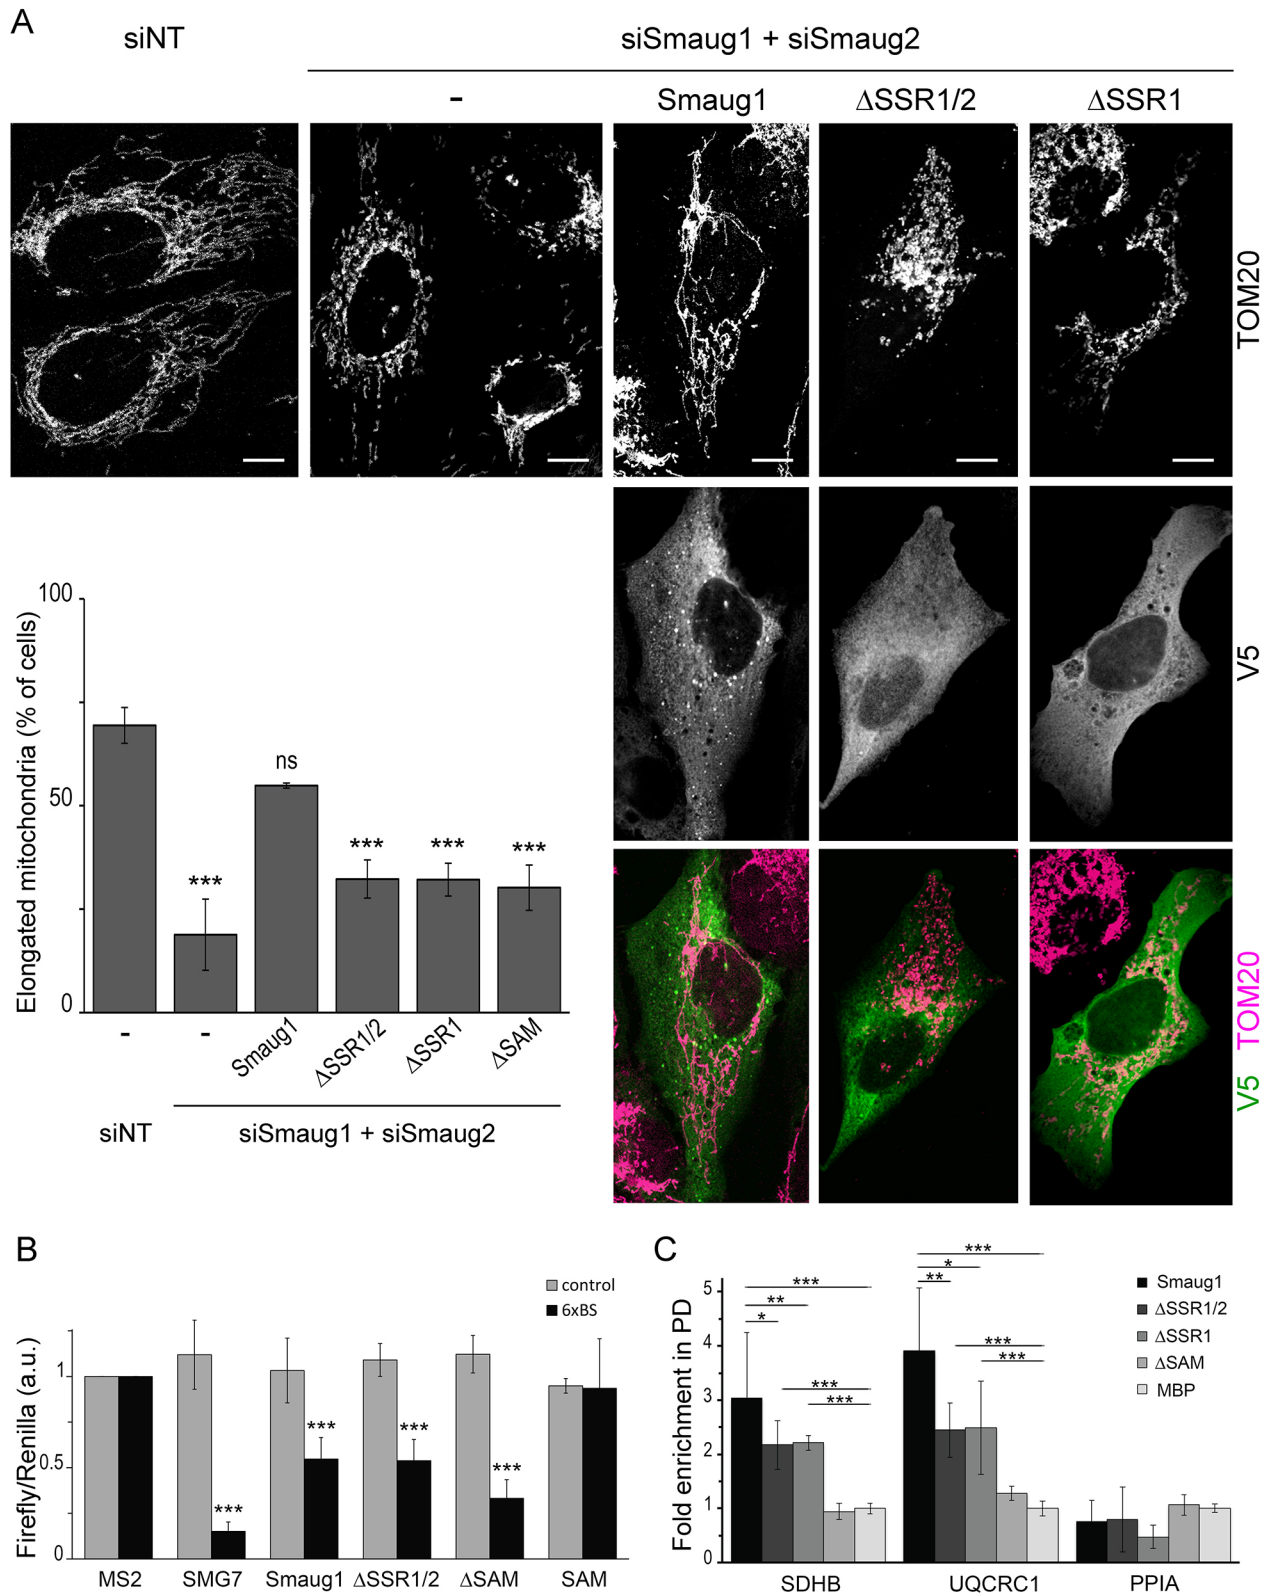 A
siNT
siSmaug1 + siSmaug2
-
Smaug1
ΔSSR1/2
ΔSSR1
TOM20
V5
V5 TOM20
Elongated mitochondria (% of cells)
100
50
0
***
ns
***
***
***
-
-
Smaug1
ΔSSR1/2
ΔSSR1
ΔSAM
siNT
siSmaug1 + siSmaug2
B
control
6xBS
Firefly/Renilla (a.u.)
1
0.5
0
***
***
***
***
MS2
SMG7
Smaug1
ΔSSR1/2
ΔSAM
SAM
C
Fold enrichment in PD
5
4
3
2
1
0
***
**
*
***
***
***
*
**
***
***
Smaug1
ΔSSR1/2
ΔSSR1
ΔSAM
MBP
SDHB
UQCRC1
PPIA